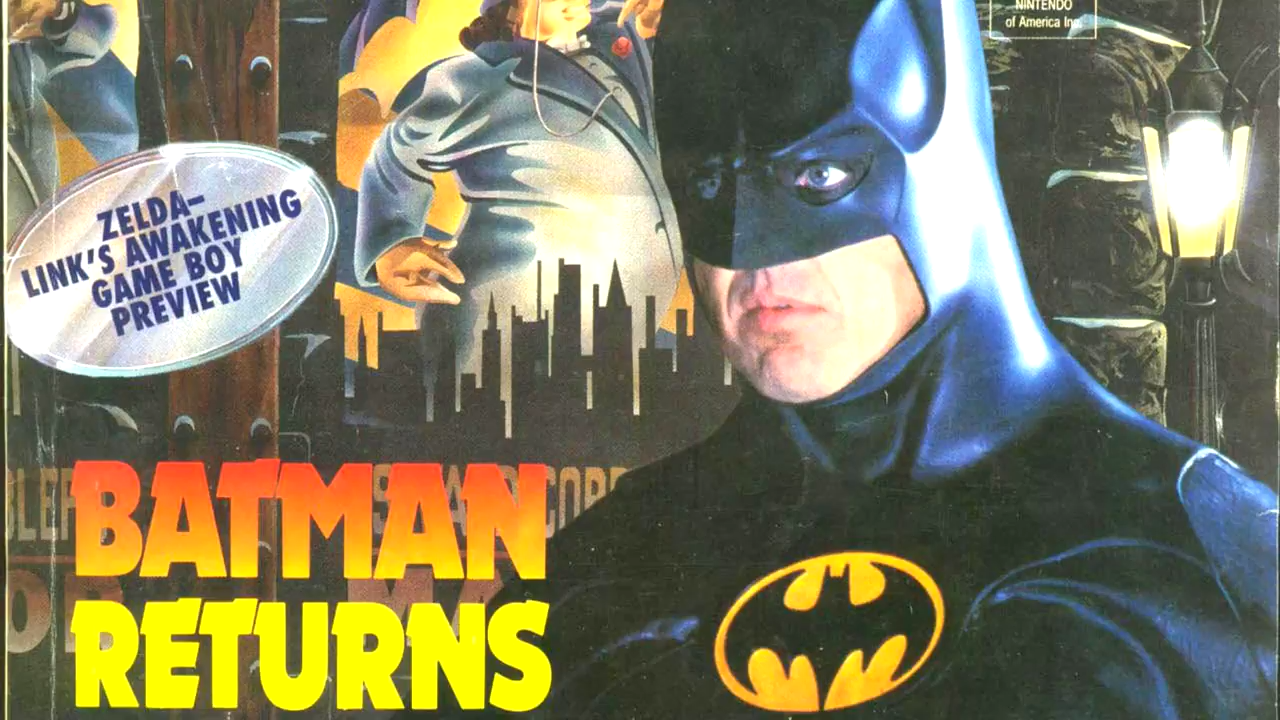 NINTENDO
of America Inc.
ZELDA–
LINK'S AWAKENING
GAME BOY
PREVIEW
BATMAN
RETURNS